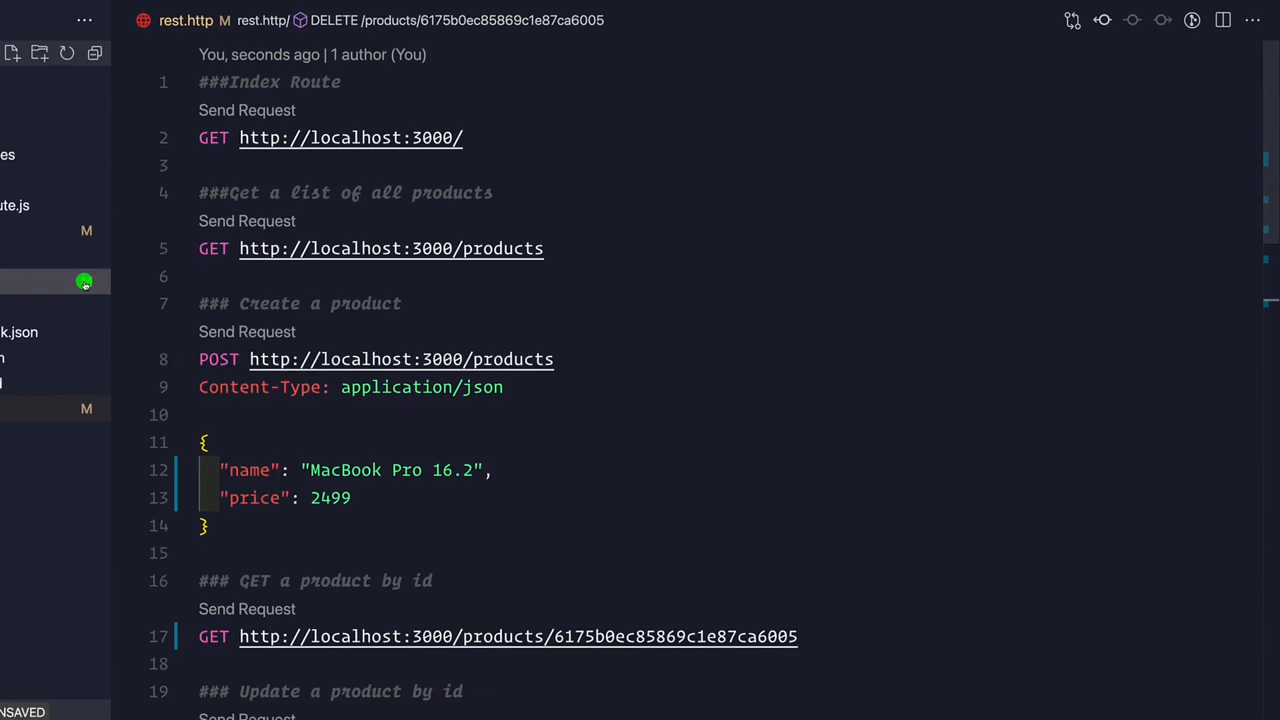 rest.http M rest.http/ DELETE /products/6175b0ec85869c1e87ca6005
You, seconds ago | 1 author (You)
1 ###Index Route
Send Request
2 GET http://localhost:3000/
3
es
4 ###Get a list of all products
ute.js
Send Request
M
5 GET http://localhost:3000/products
6
7 ### Create a product
k.json
Send Request
8 POST http://localhost:3000/products
9 Content-Type: application/json
M
10
11 {
12 "name": "MacBook Pro 16.2",
13 "price": 2499
14 }
15
16 ### GET a product by id
Send Request
17 GET http://localhost:3000/products/6175b0ec85869c1e87ca6005
18
19 ### Update a product by id
Send Request
NSAVED